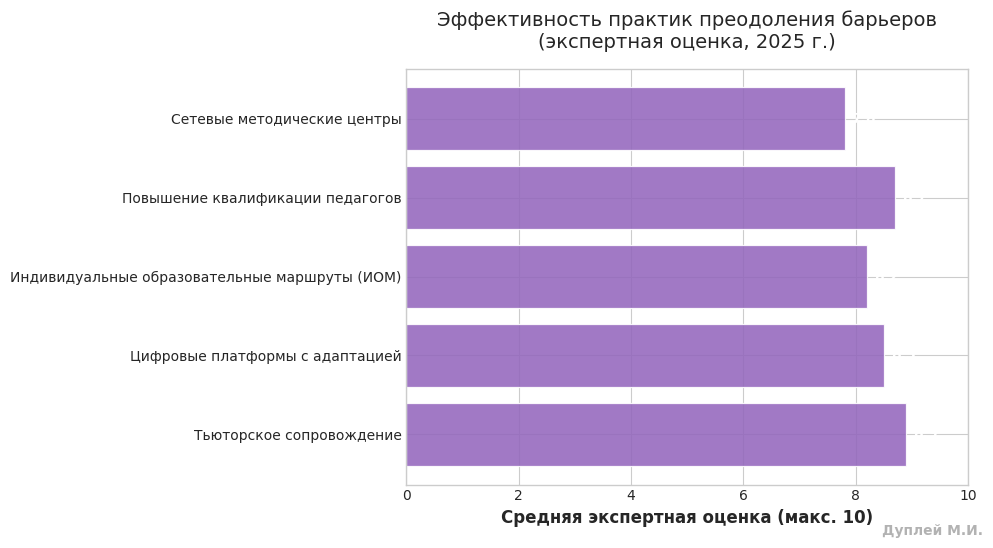 Эффективность практик преодоления барьеров
(экспертная оценка, 2025 г.)
Сетевые методические центры
Повышение квалификации педагогов
Индивидуальные образовательные маршруты (ИОМ)
Цифровые платформы с адаптацией
Тьюторское сопровождение
0 2 4 6 8 10
Средняя экспертная оценка (макс. 10)
Дуплей М.И.